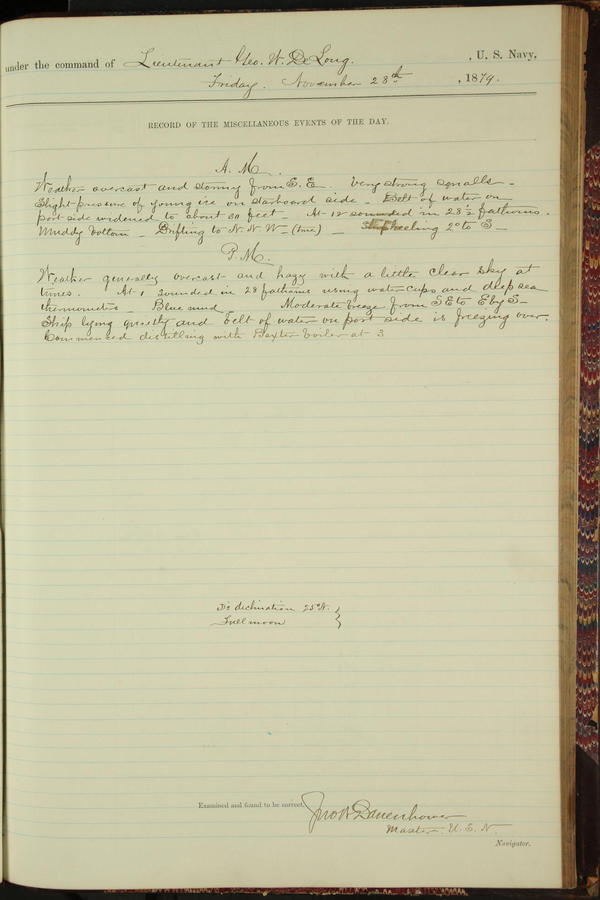 under the command of Lieutenant Geo. W. De Long. , U. S. Navy,
Friday. November 28th , 1879.
RECORD OF THE MISCELLANEOUS EVENTS OF THE DAY.
A. M.
Weather overcast and stormy from S. E. Very strong squalls -
Slight pressure of young ice on starboard side - Belt of water on
port side widened to about 30 feet - At 12 sounded in 28 ½ fathoms.
Muddy bottom - Drifting to N. N. W - (true) - Ship heeling 2° to S -
P. M.
Weather generally overcast and hazy with a little clear sky at
times. At 1 sounded in 28 fathoms using water cups and deep sea
thermometers - Blue mud. Moderate breeze from SE to E by S -
Ship lying quietly and belt of water on port side is freezing over.
Commenced distilling with Baxter boiler at 3
declination 25° N. }
Full moon
Examined and found to be correct.
Jno W Danenhower
Master. U. S. N.
Navigator.